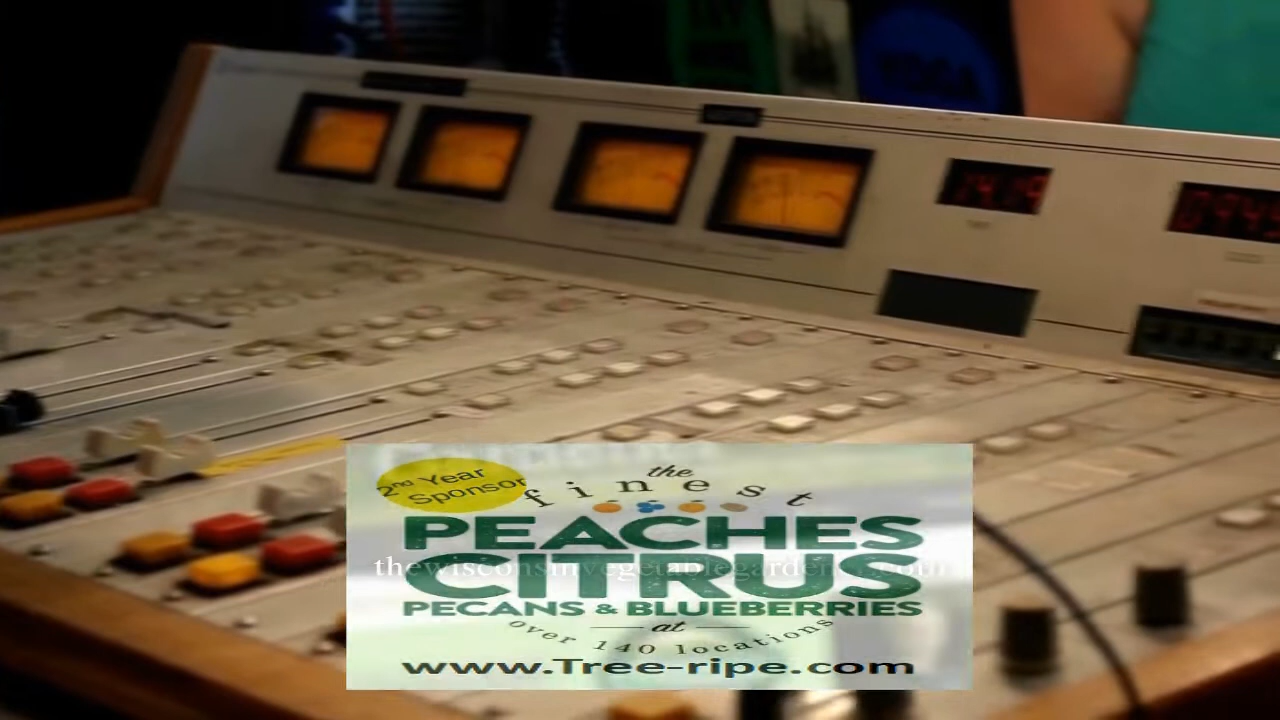 2nd Year
Sponsor
the
finest
PEACHES
CITRUS
thewisconsinvegetablegardener.com
PECANS & BLUEBERRIES
at
over 140 locations
www.Tree-ripe.com